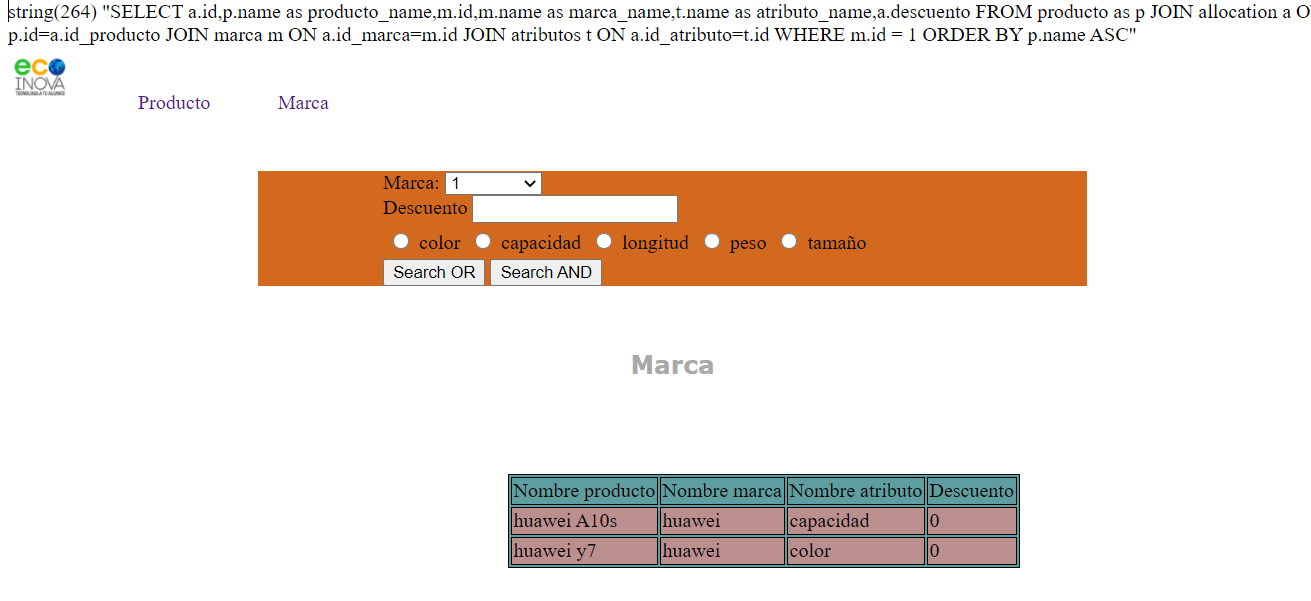 string(264) "SELECT a.id,p.name as producto_name,m.id,m.name as marca_name,t.name as atributo_name,a.descuento FROM producto as p JOIN allocation a O
p.id=a.id_producto JOIN marca m ON a.id_marca=m.id JOIN atributos t ON a.id_atributo=t.id WHERE m.id = 1 ORDER BY p.name ASC"
eco
INOVA
TECNOLOGIA A TU ALCANCE
Producto Marca
Marca: 1
Descuento
color capacidad longitud peso tamaño
Search OR Search AND
Marca
Nombre producto Nombre marca Nombre atributo Descuento
huawei A10s huawei capacidad 0
huawei y7 huawei color 0